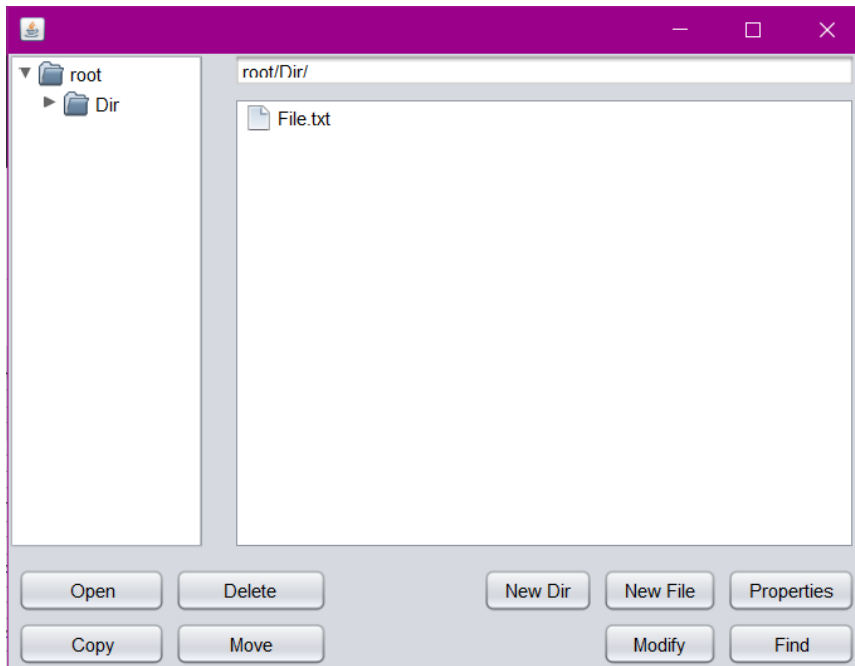 root
root/Dir/
Dir
File.txt
Open Delete New Dir New File Properties
Copy Move Modify Find